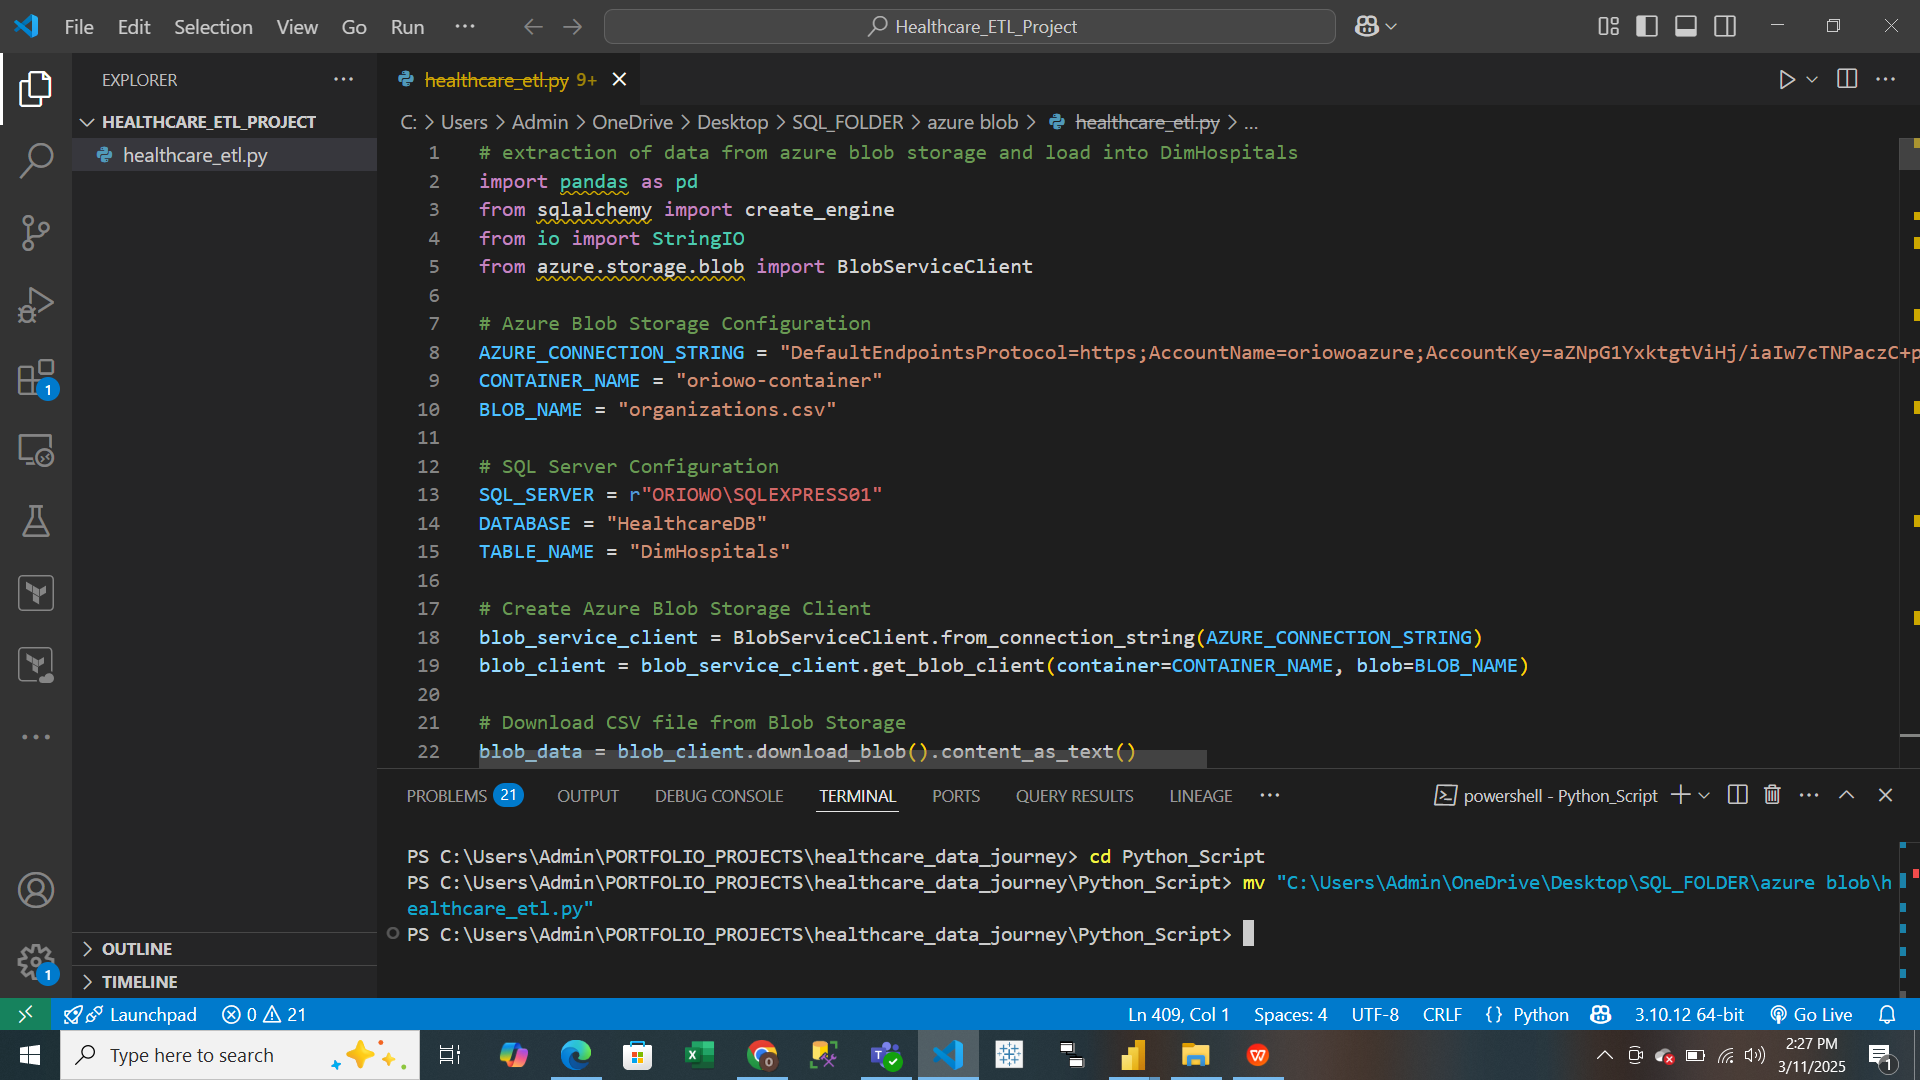 File Edit Selection View Go Run ··· Healthcare_ETL_Project
EXPLORER ···
HEALTHCARE_ETL_PROJECT
healthcare_etl.py
healthcare_etl.py 9+
C: > Users > Admin > OneDrive > Desktop > SQL_FOLDER > azure blob > healthcare_etl.py > ...
1 # extraction of data from azure blob storage and load into DimHospitals
2 import pandas as pd
3 from sqlalchemy import create_engine
4 from io import StringIO
5 from azure.storage.blob import BlobServiceClient
6
7 # Azure Blob Storage Configuration
8 AZURE_CONNECTION_STRING = "DefaultEndpointsProtocol=https;AccountName=oriowoazure;AccountKey=aZNpG1YxktgtViHj/iaIw7cTNPaczC+p
9 CONTAINER_NAME = "oriowo-container"
10 BLOB_NAME = "organizations.csv"
11
12 # SQL Server Configuration
13 SQL_SERVER = r"ORIOWO\SQLEXPRESS01"
14 DATABASE = "HealthcareDB"
15 TABLE_NAME = "DimHospitals"
16
17 # Create Azure Blob Storage Client
18 blob_service_client = BlobServiceClient.from_connection_string(AZURE_CONNECTION_STRING)
19 blob_client = blob_service_client.get_blob_client(container=CONTAINER_NAME, blob=BLOB_NAME)
20
21 # Download CSV file from Blob Storage
22 blob_data = blob_client.download_blob().content_as_text()
PROBLEMS 21 OUTPUT DEBUG CONSOLE TERMINAL PORTS QUERY RESULTS LINEAGE ··· powershell - Python_Script
PS C:\Users\Admin\PORTFOLIO_PROJECTS\healthcare_data_journey> cd Python_Script
PS C:\Users\Admin\PORTFOLIO_PROJECTS\healthcare_data_journey\Python_Script> mv "C:\Users\Admin\OneDrive\Desktop\SQL_FOLDER\azure blob\h
ealthcare_etl.py"
PS C:\Users\Admin\PORTFOLIO_PROJECTS\healthcare_data_journey\Python_Script>
1
1
OUTLINE
TIMELINE
Launchpad 0 21 Ln 409, Col 1 Spaces: 4 UTF-8 CRLF {} Python 3.10.12 64-bit Go Live
Type here to search
2:27 PM
3/11/2025
1